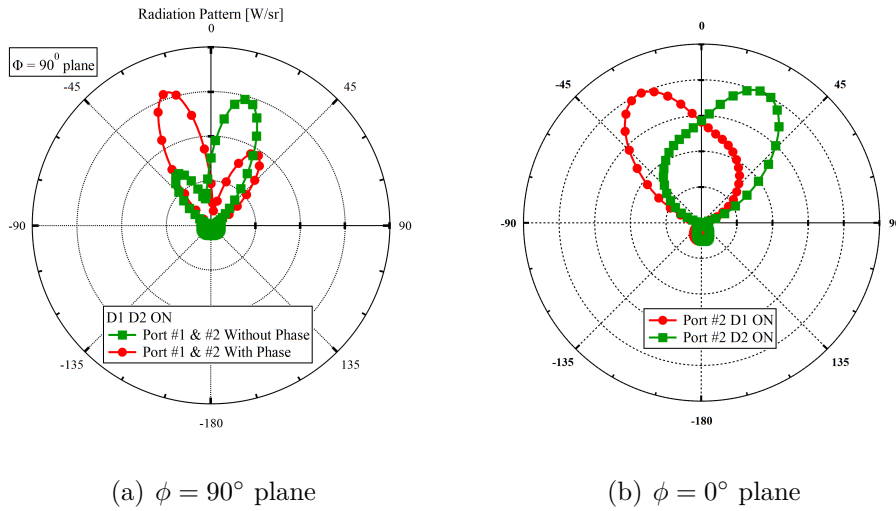 Radiation Pattern [W/sr]
0
Φ = 90⁰ plane
-45
45
-90
90
D1 D2 ON
Port #1 & #2 Without Phase
Port #1 & #2 With Phase
-135
135
-180
(a) ϕ = 90° plane
0
-45
45
-90
90
Port #2 D1 ON
Port #2 D2 ON
-135
135
-180
(b) ϕ = 0° plane